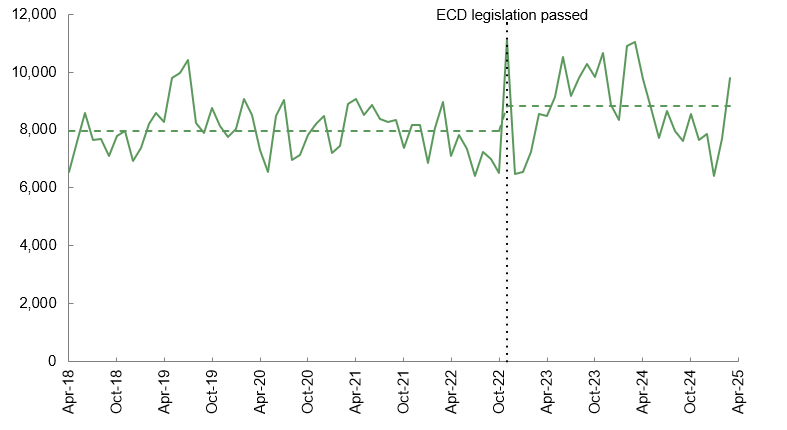 ECD legislation passed
12,000
10,000
8,000
6,000
4,000
2,000
0
Apr-18
Oct-18
Apr-19
Oct-19
Apr-20
Oct-20
Apr-21
Oct-21
Apr-22
Oct-22
Apr-23
Oct-23
Apr-24
Oct-24
Apr-25